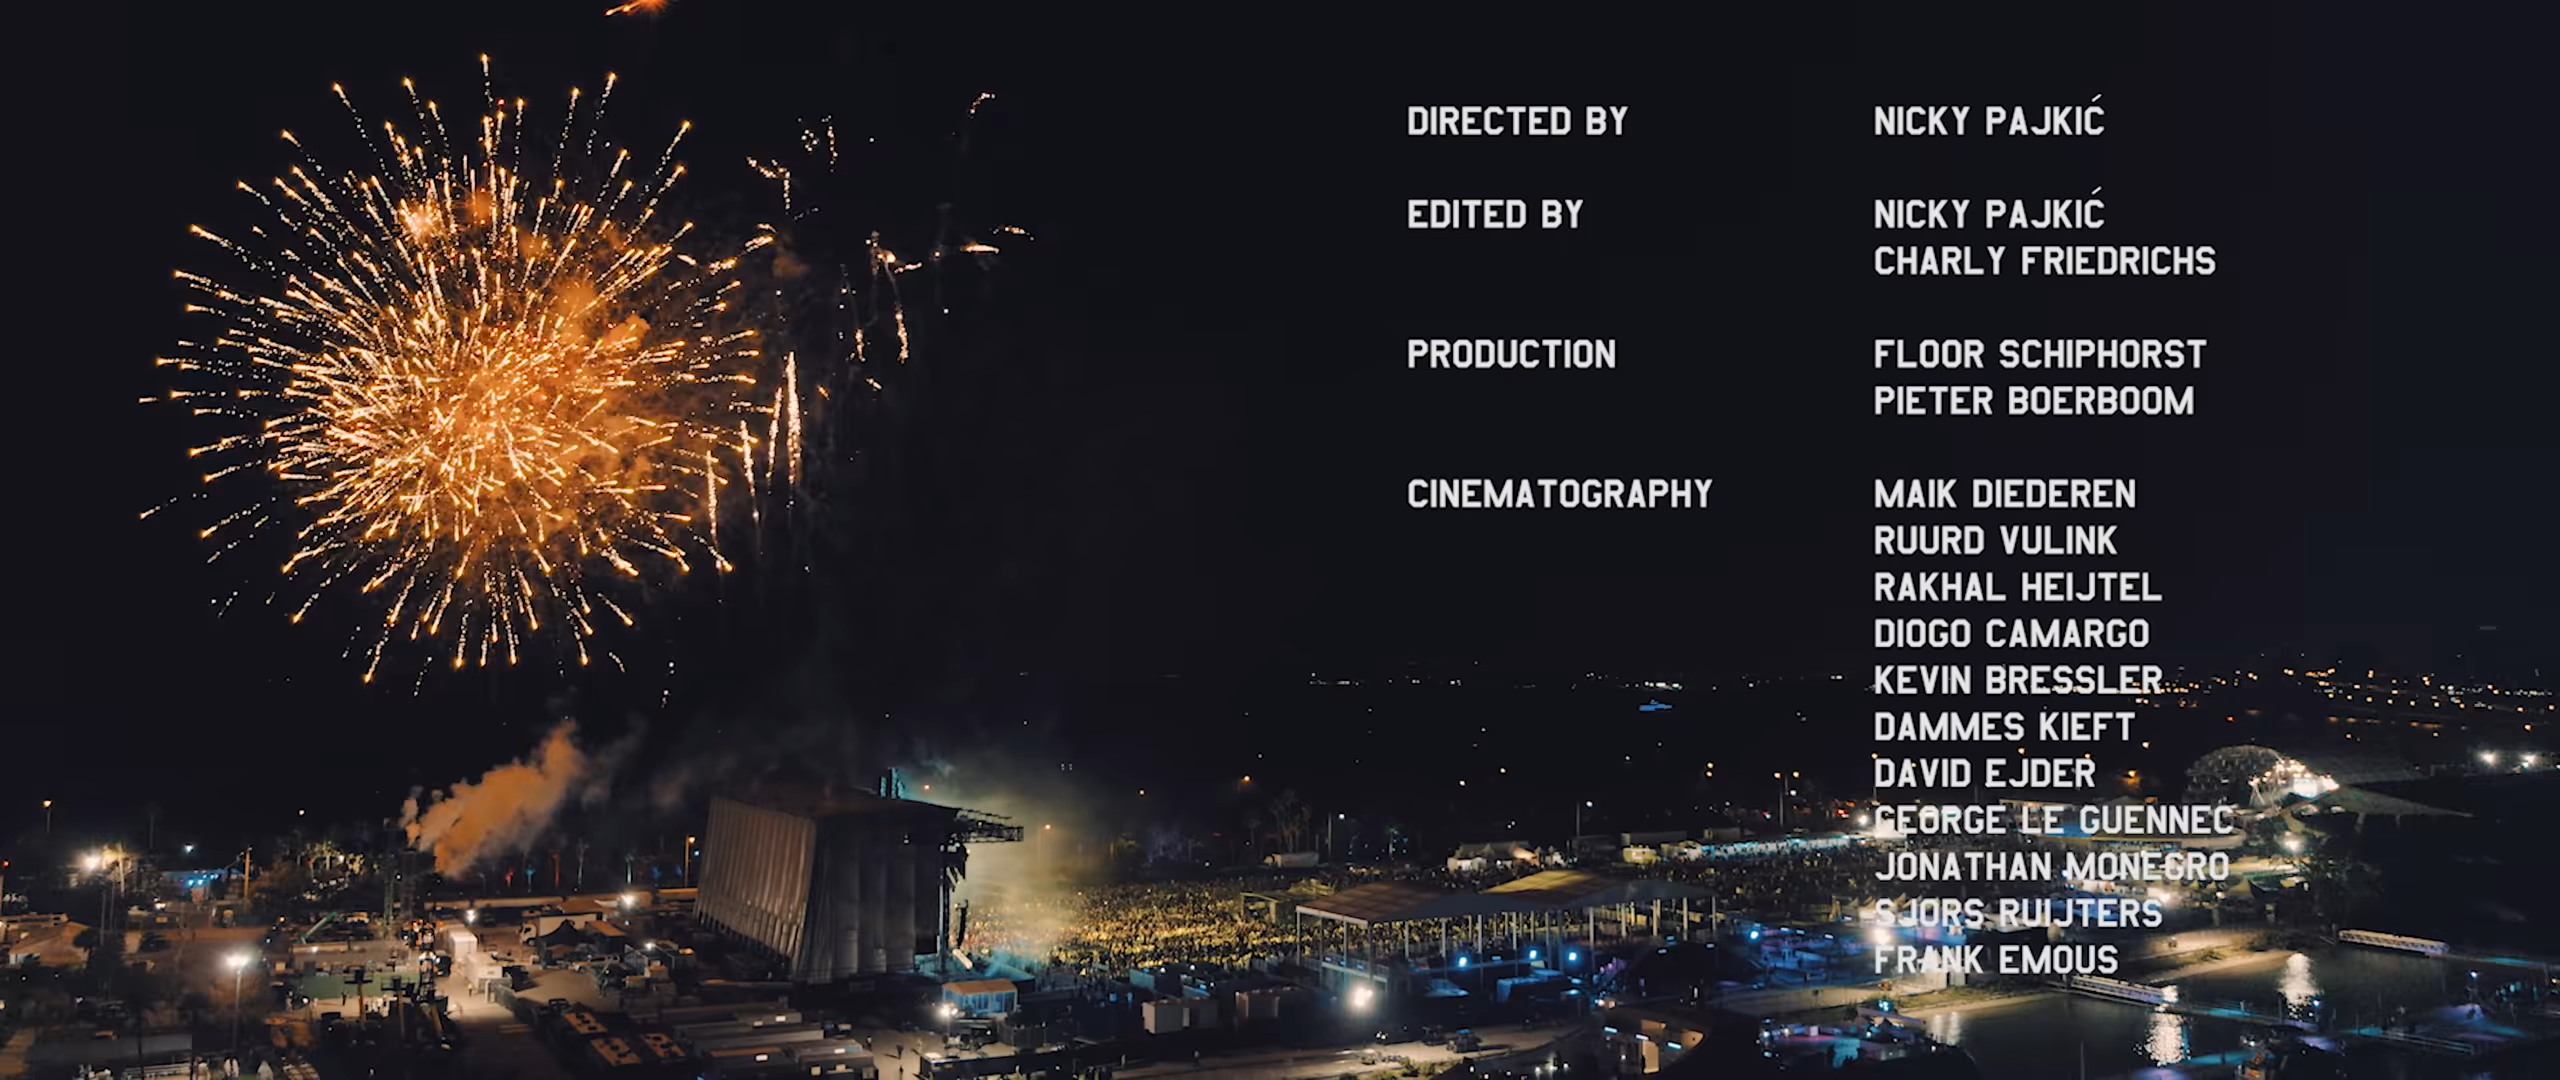 DIRECTED BY NICKY PAJKIĆ
EDITED BY NICKY PAJKIĆ
CHARLY FRIEDRICHS
PRODUCTION FLOOR SCHIPHORST
PIETER BOERBOOM
CINEMATOGRAPHY MAIK DIEDEREN
RUURD VULINK
RAKHAL HEIJTEL
DIOGO CAMARGO
KEVIN BRESSLER
DAMMES KIEFT
DAVID EJDER
GEORGE LE GUENNEC
JONATHAN MONEGRO
SJORS RUIJTERS
FRANK EMOUS